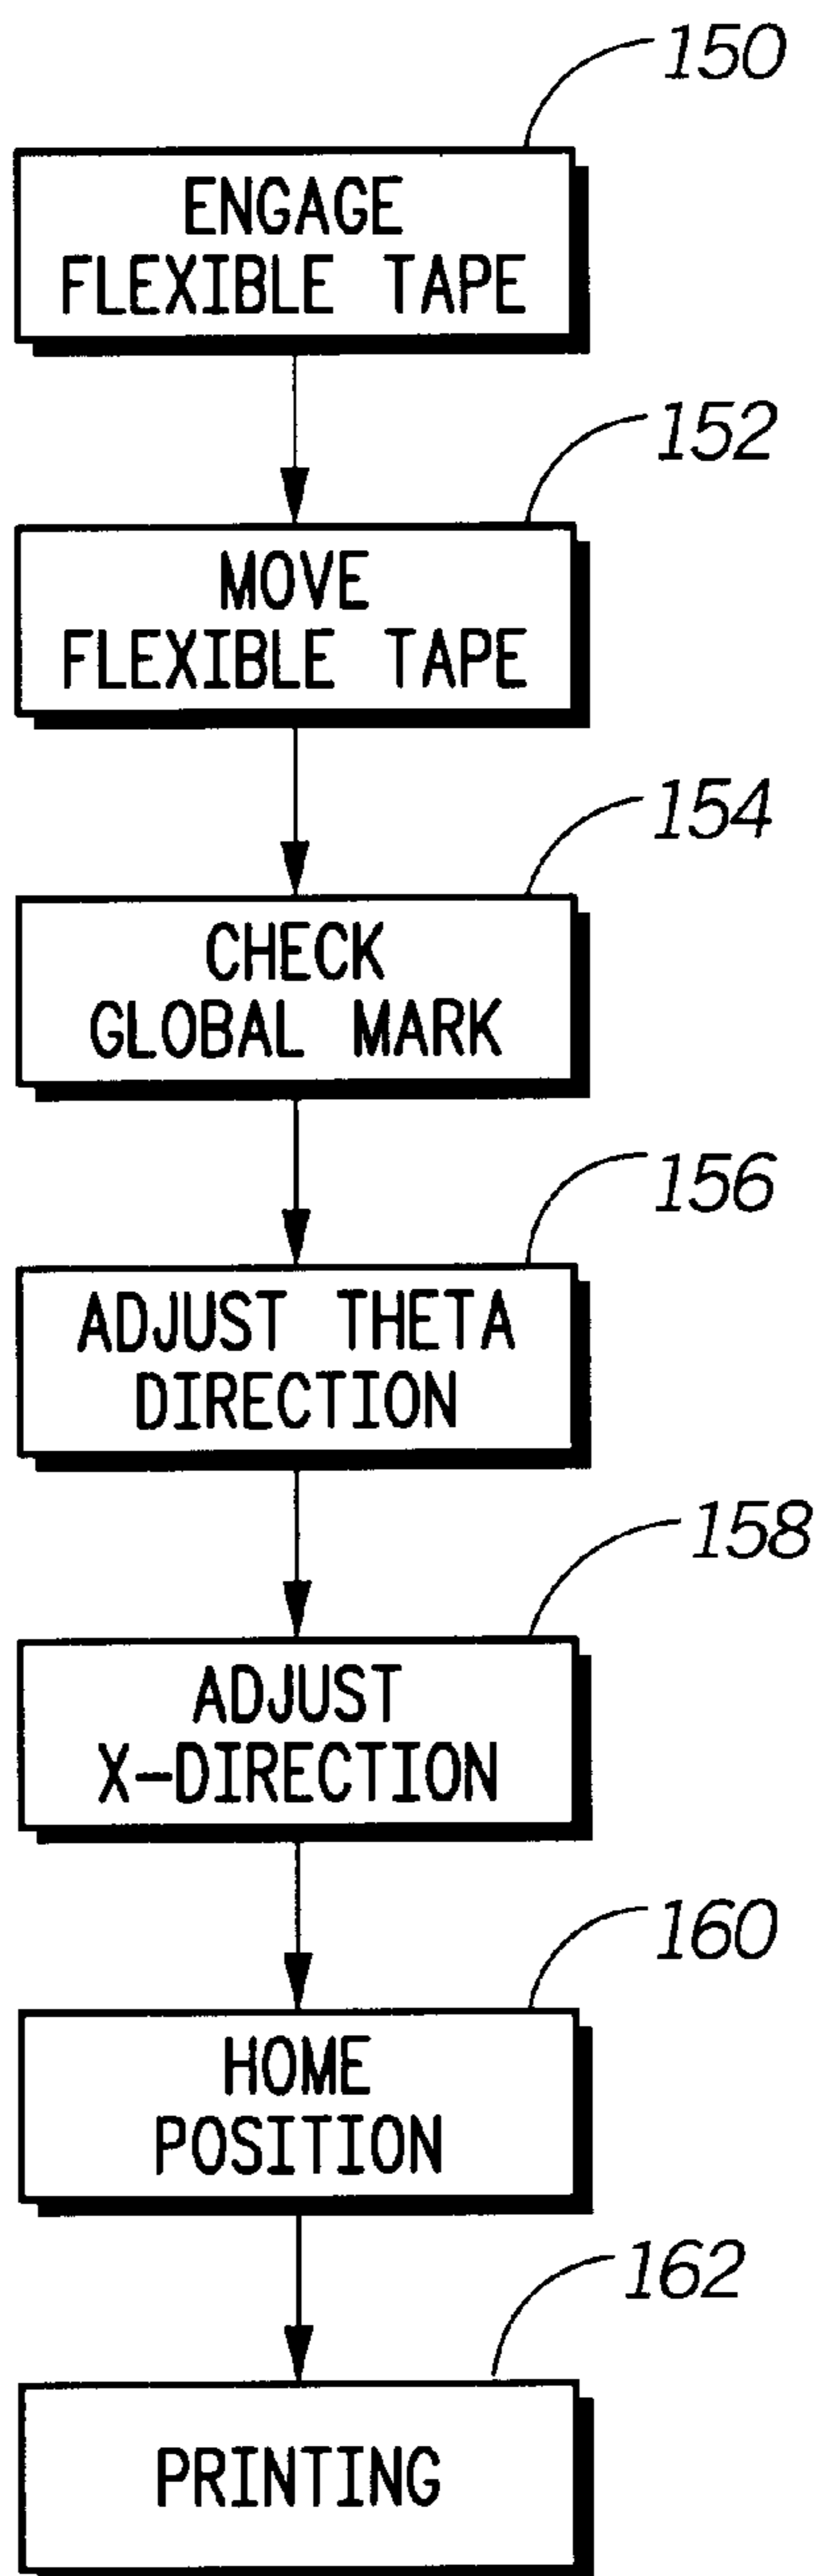 150
ENGAGE
FLEXIBLE TAPE
152
MOVE
FLEXIBLE TAPE
154
CHECK
GLOBAL MARK
156
ADJUST THETA
DIRECTION
158
ADJUST
X-DIRECTION
160
HOME
POSITION
162
PRINTING